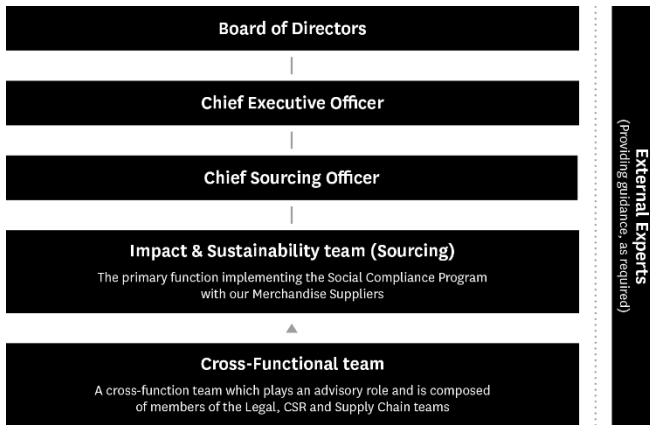 Board of Directors
Chief Executive Officer
Chief Sourcing Officer
Impact & Sustainability team (Sourcing)
The primary function implementing the Social Compliance Program
with our Merchandise Suppliers
Cross-Functional team
A cross-function team which plays an advisory role and is composed
of members of the Legal, CSR and Supply Chain teams
External Experts
(Providing guidance, as required)